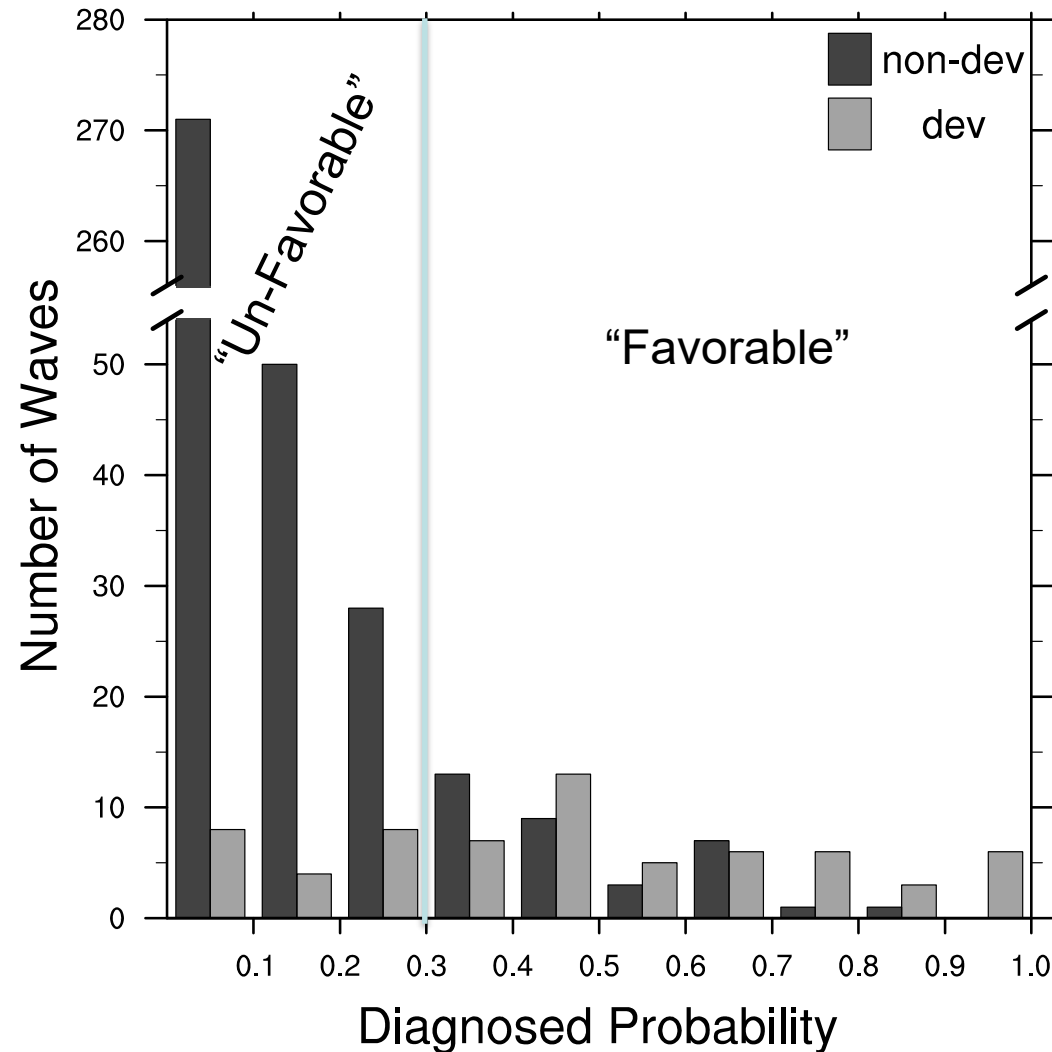 280
270
260
50
40
30
20
10
0
Number of Waves
“Un-Favorable”
“Favorable”
non-dev
dev
0.1 0.2 0.3 0.4 0.5 0.6 0.7 0.8 0.9 1.0
Diagnosed Probability